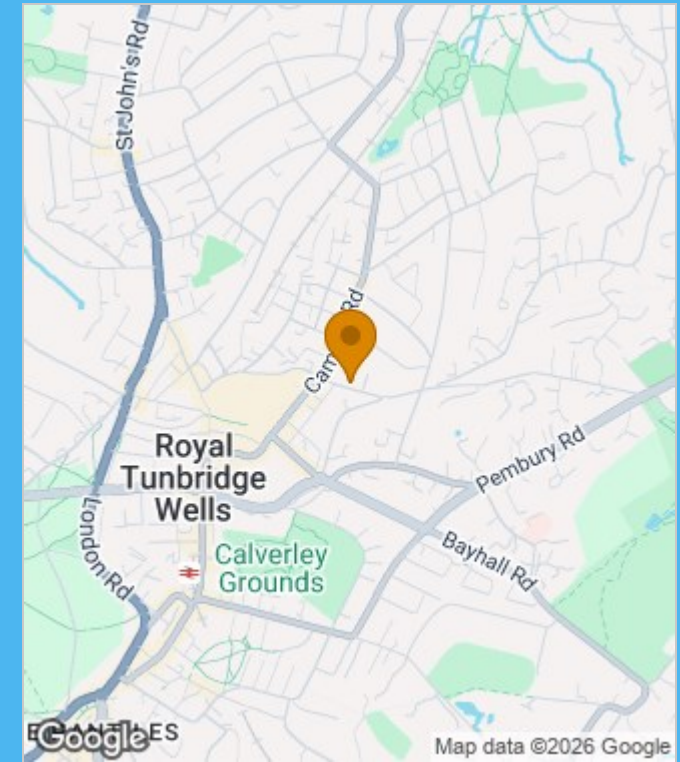 St John's Rd
Rd
Cam
Royal
Tunbridge
Wells
Pembury Rd
London Rd
Calverley
Grounds
Bayhall Rd
Google
Map data ©2026 Google